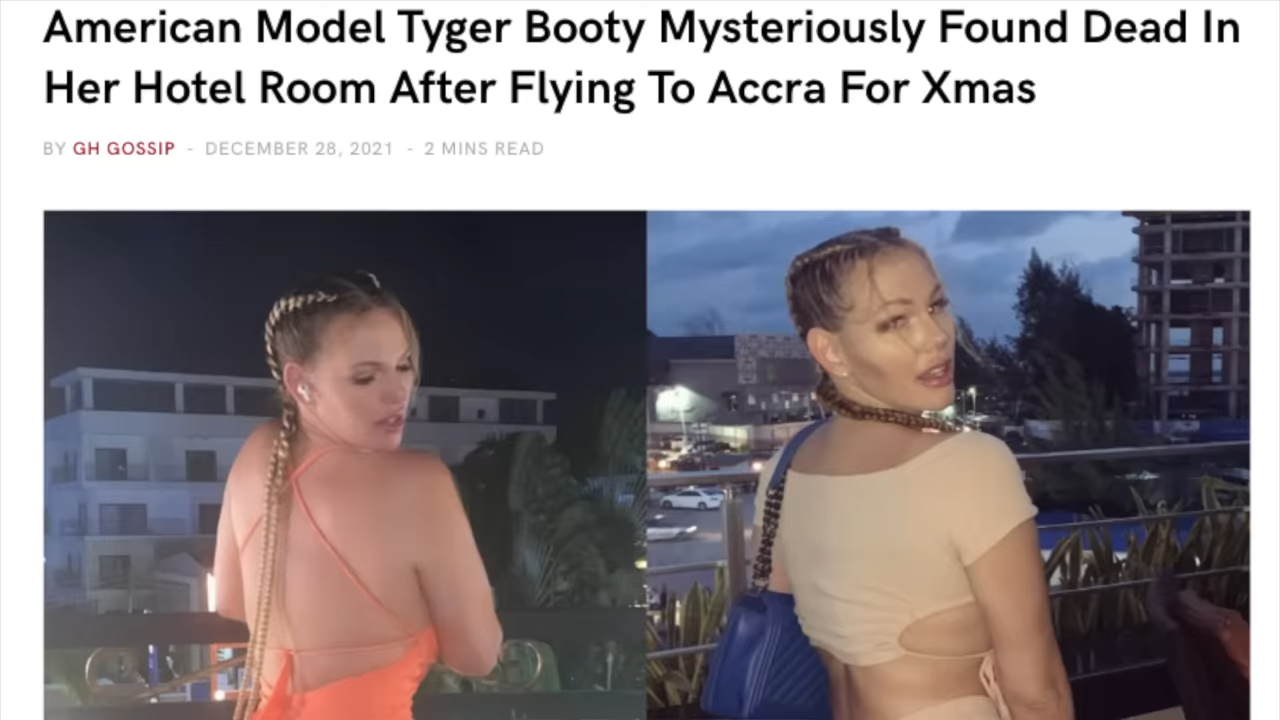 American Model Tyger Booty Mysteriously Found Dead In
Her Hotel Room After Flying To Accra For Xmas
BY GH GOSSIP - DECEMBER 28, 2021 - 2 MINS READ